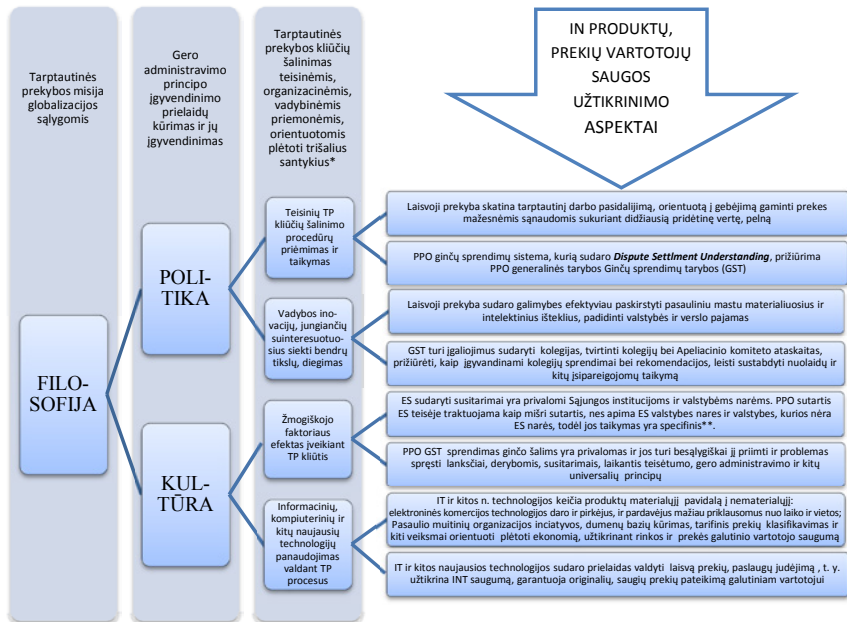 Tarptautinės
prekybos misija
globalizacijos
sąlygomis
Gero
administravimo
principo
įgyvendinimo
prielaidų
kūrimas ir jų
įgyvendinimas
Tarptautinės
prekybos kliūčių
šalinimas
teisinėmis,
organizacinėmis,
vadybinėmis
priemonėmis,
orientuotomis
plėtoti trišalius
santykius*
IN PRODUKTŲ,
PREKIŲ VARTOTOJŲ
SAUGOS
UŽTIKRINIMO
ASPEKTAI
FILO-
SOFIJA
POLI-
TIKA
KUL-
TŪRA
Teisinių TP
kliūčių šalinimo
procedūrų
priėmimas ir
taikymas
Vadybos ino-
vacijų, jungiančių
suinteresuotuo-
sius siekti bendrų
tikslų, diegimas
Žmogiškojo
faktoriaus
efektas įveikiant
TP kliūtis
Informacinių,
kompiuterinių ir
kitų naujausių
technologijų
panaudojimas
valdant TP
procesus
Laisvoji prekyba skatina tarptautinį darbo pasidalijimą, orientuotą į gebėjimą gaminti prekes
mažesnėmis sąnaudomis sukuriant didžiausią pridėtinę vertę, pelną
PPO ginčų sprendimų sistema, kurią sudaro Dispute Settlment Understanding, prižiūrima
PPO generalinės tarybos Ginčų sprendimų tarybos (GST)
Laisvoji prekyba sudaro galimybes efektyviau paskirstyti pasauliniu mastu materialiuosius ir
intelektinius išteklius, padidinti valstybės ir verslo pajamas
GST turi įgaliojimus sudaryti kolegijas, tvirtinti kolegijų bei Apeliacinio komiteto ataskaitas,
prižiūrėti, kaip įgyvendinami kolegijų sprendimai bei rekomendacijos, leisti sustabdyti nuolaidų ir
kitų įsipareigojimų taikymą
ES sudaryti susitarimai yra privalomi Sąjungos institucijoms ir valstybėms narėms. PPO sutartis
ES teisėje traktuojama kaip mišri sutartis, nes apima ES valstybes nares ir valstybes, kurios nėra
ES narės, todėl jos taikymas yra specifinis**.
PPO GST sprendimas ginčo šalims yra privalomas ir jos turi besąlygiškai jį priimti ir problemas
spręsti lanksčiai, derybomis, susitarimais, laikantis teisėtumo, gero administravimo ir kitų
universalių principų
IT ir kitos n. technologijos keičia produktų materialųjį pavidalą į nematerialųjį:
elektroninės komercijos technologijos daro ir pirkėjus, ir pardavėjus mažiau priklausomus nuo laiko ir vietos;
Pasaulio muitinių organizacijos inciatyvos, dumenų bazių kūrimas, tarifinis prekių klasifikavimas ir
kiti veiksmai orientuoti plėtoti ekonomią, užtikrinant rinkos ir prekės galutinio vartotojo saugumą
IT ir kitos naujausios technologijos sudaro prielaidas valdyti laisvą prekių, paslaugų judėjimą , t. y.
užtikrina INT saugumą, garantuoja originalių, saugių prekių pateikimą galutiniam vartotojui